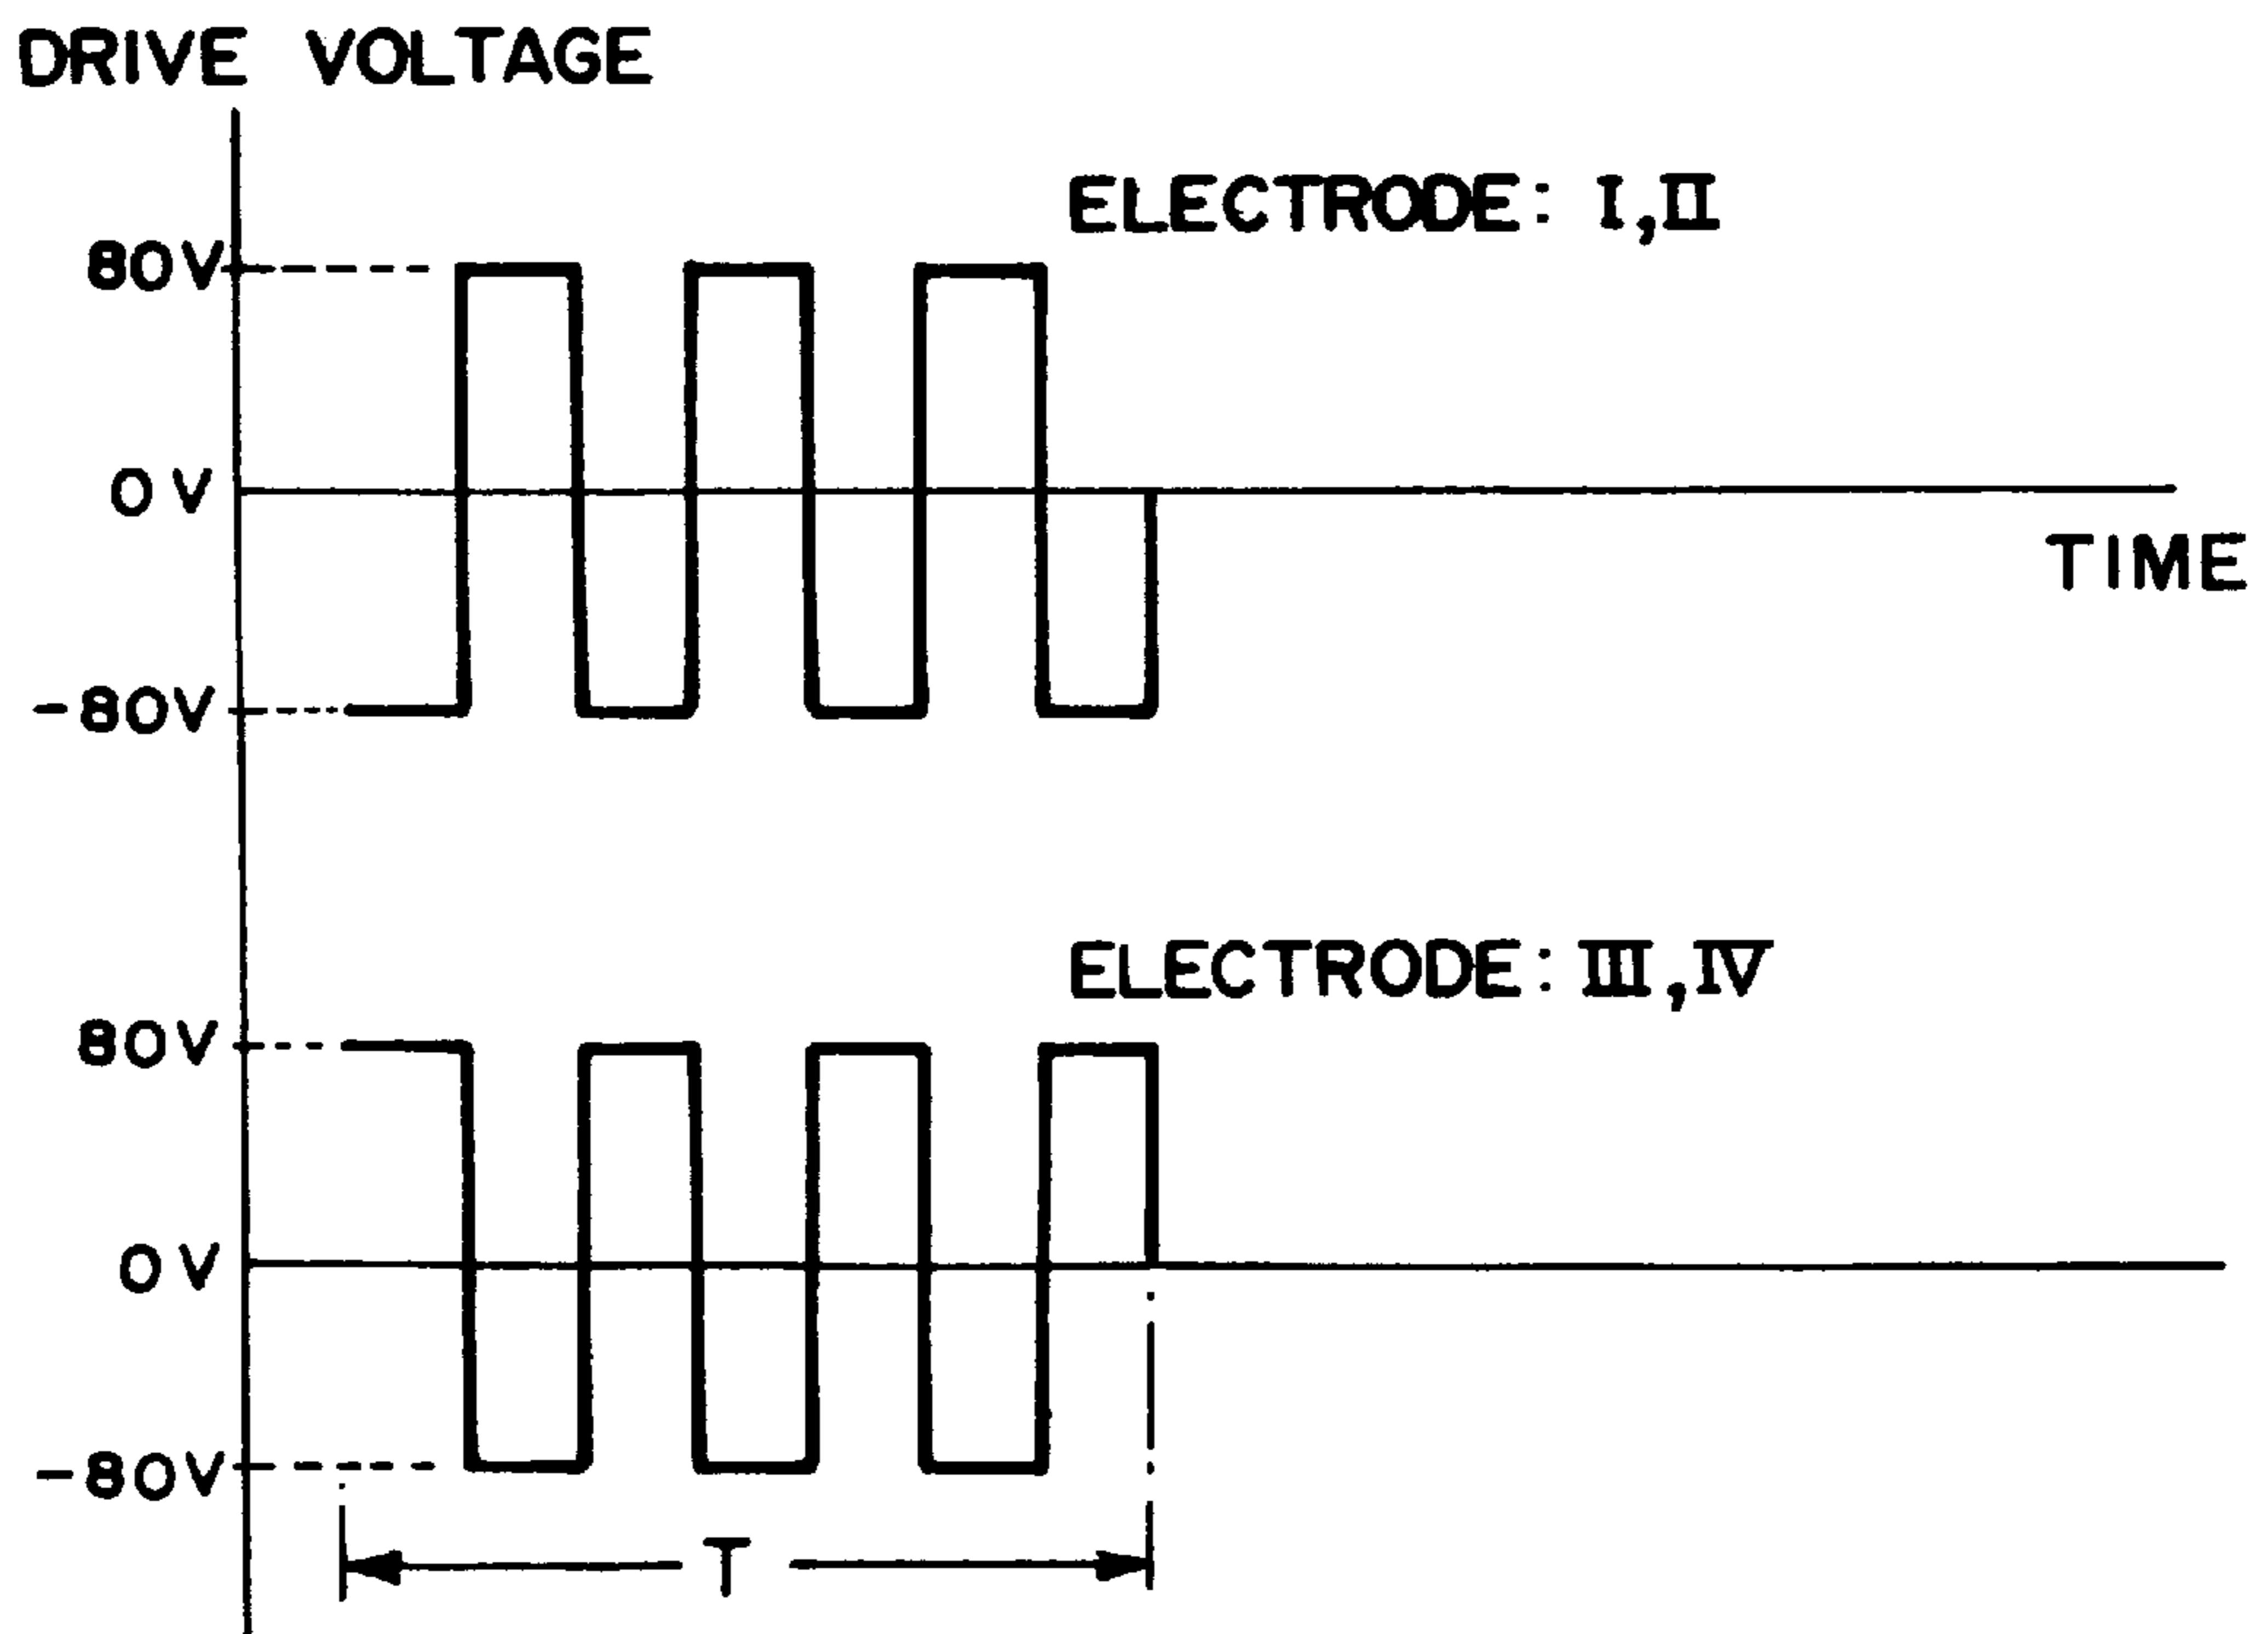 DRIVE VOLTAGE
ELECTRODE: I,II
80V
0V
TIME
-80V
ELECTRODE: III,IV
80V
0V
-80V
T